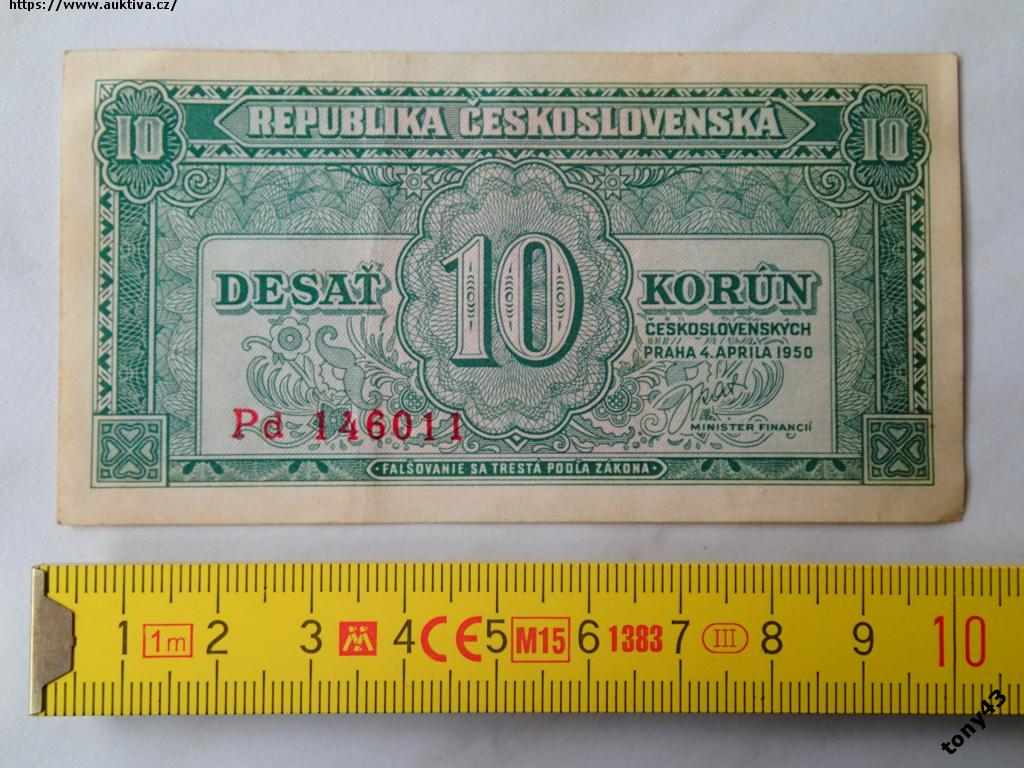 https://www.auktiva.cz/
10 REPUBLIKA ČESKOSLOVENSKÁ 10
DESAŤ 10 KORÚN
ČESKOSLOVENSKÝCH
PRAHA 4. APRÍLA 1950
Pd 146011
MINISTER FINANCIÍ
FALŠOVANIE SA TRESTÁ PODĽA ZÁKONA
1 1m 2 3 4 CE 5 M15 6 1383 7 III 8 9 10
tony43